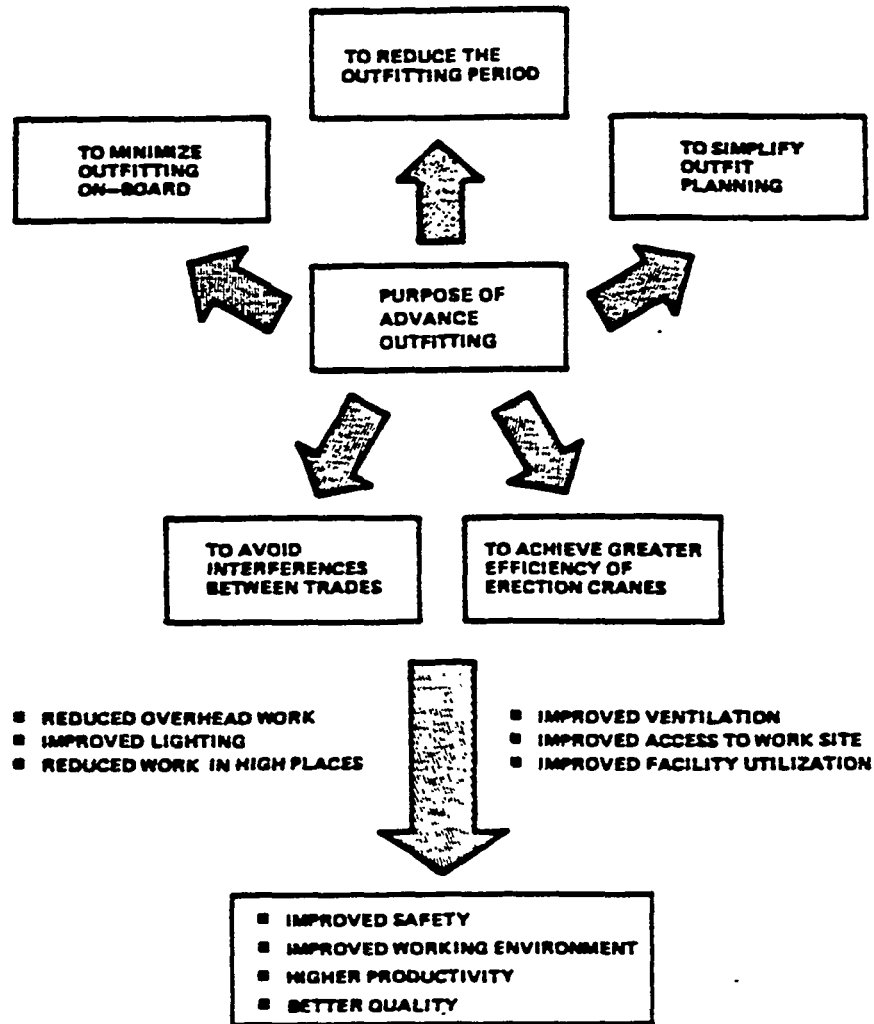 TO REDUCE THE
OUTFITTING PERIOD
TO MINIMIZE
OUTFITTING
ON-BOARD
TO SIMPLIFY
OUTFIT
PLANNING
PURPOSE OF
ADVANCE
OUTFITTING
TO AVOID
INTERFERENCES
BETWEEN TRADES
TO ACHIEVE GREATER
EFFICIENCY OF
ERECTION CRANES
■ REDUCED OVERHEAD WORK
■ IMPROVED LIGHTING
■ REDUCED WORK IN HIGH PLACES
■ IMPROVED VENTILATION
■ IMPROVED ACCESS TO WORK SITE
■ IMPROVED FACILITY UTILIZATION
■ IMPROVED SAFETY
■ IMPROVED WORKING ENVIRONMENT
■ HIGHER PRODUCTIVITY
■ BETTER QUALITY